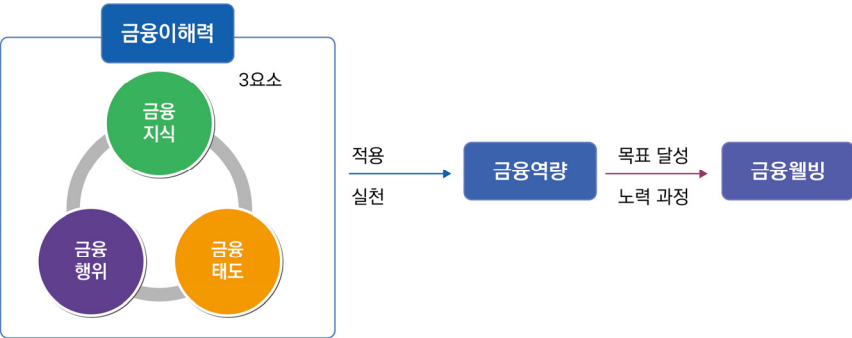 금융이해력
3요소
금융
지식
금융
행위
금융
태도
적용
실천
금융역량
목표 달성
노력 과정
금융웰빙